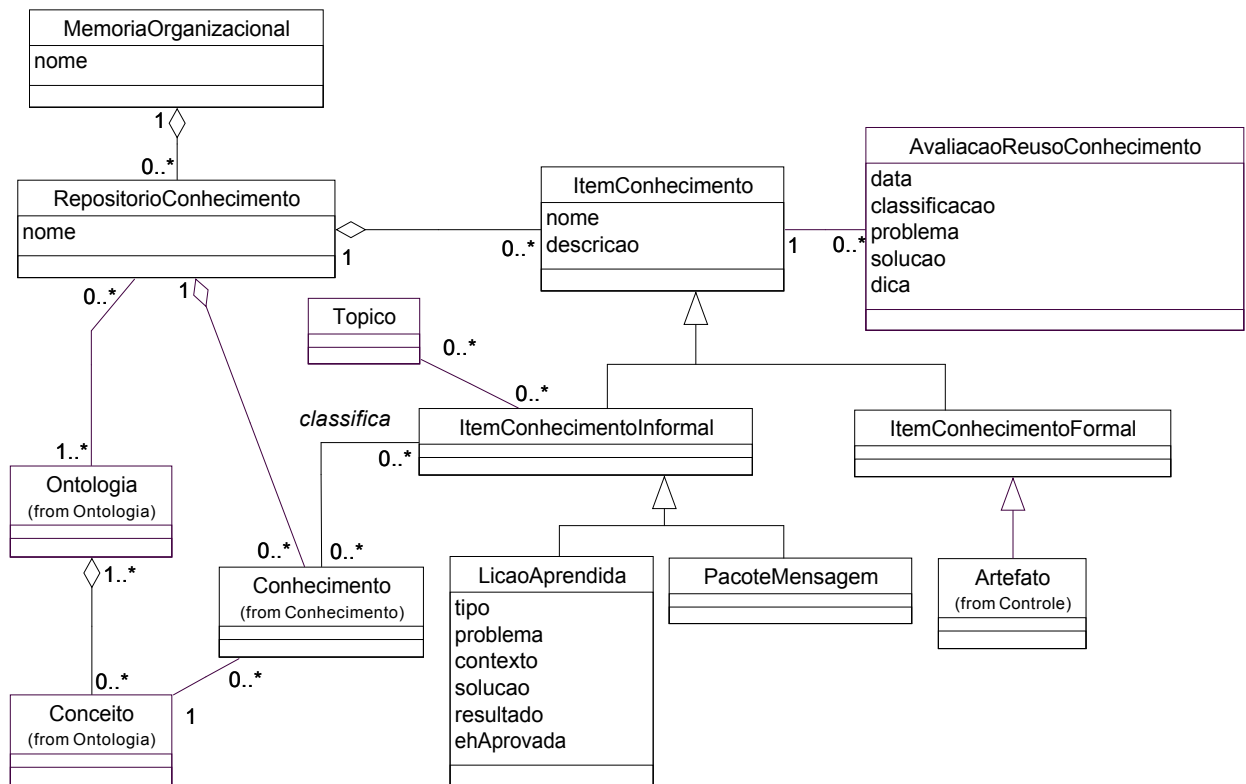 MemoriaOrganizacional
nome
1
0..*
RepositorioConhecimento
nome
1
0..*
ItemConhecimento
nome
descricao
1
0..*
AvaliacaoReusoConhecimento
data
classificacao
problema
solucao
dica
0..*
1
Topico
0..*
0..*
classifica
0..*
ItemConhecimentoInformal
ItemConhecimentoFormal
1..*
Ontologia
(from Ontologia)
1..*
0..*
0..*
Conhecimento
(from Conhecimento)
LicaoAprendida
tipo
problema
contexto
solucao
resultado
ehAprovada
PacoteMensagem
Artefato
(from Controle)
0..*
0..*
1
Conceito
(from Ontologia)